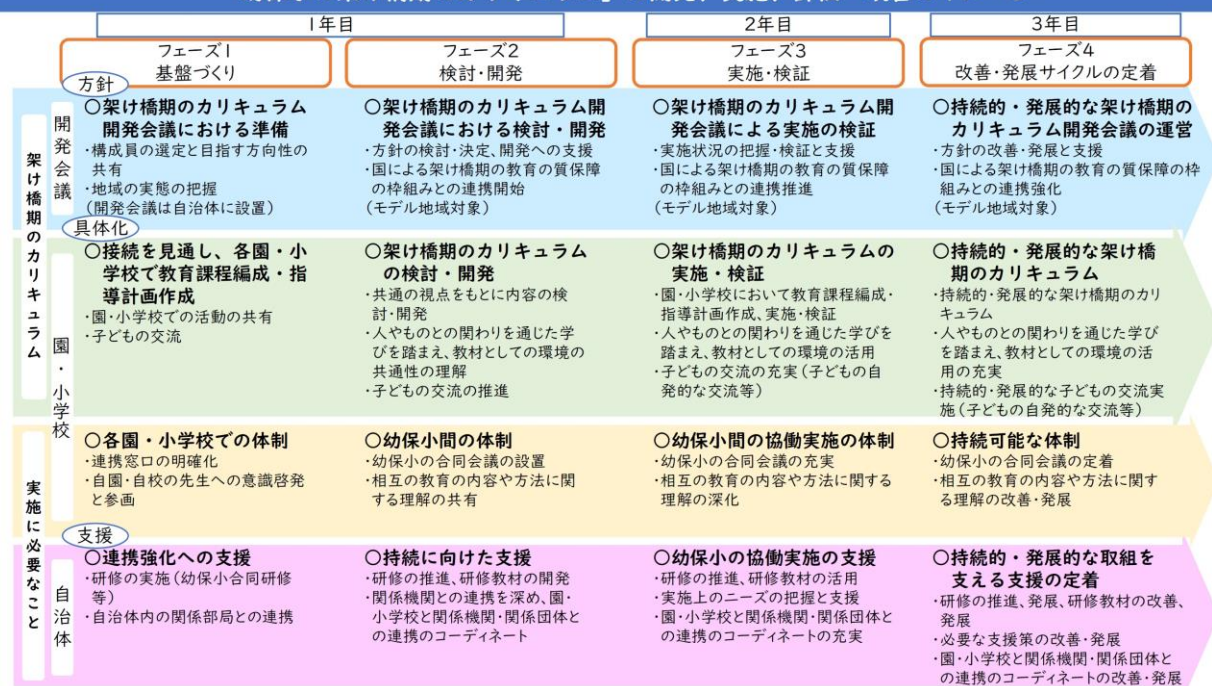 1年目
2年目
3年目
フェーズ1
基盤づくり
フェーズ2
検討・開発
フェーズ3
実施・検証
フェーズ4
改善・発展サイクルの定着
方針
架け橋期のカリキュラム
開発会議
○架け橋期のカリキュラム
開発会議における準備
・構成員の選定と目指す方向性の
共有
・地域の実態の把握
(開発会議は自治体に設置)
○架け橋期のカリキュラム開
発会議における検討・開発
・方針の検討・決定、開発への支援
・国による架け橋期の教育の質保障
の枠組みとの連携開始
(モデル地域対象)
○架け橋期のカリキュラム開
発会議による実施の検証
・実施状況の把握・検証と支援
・国による架け橋期の教育の質保障
の枠組みとの連携推進
(モデル地域対象)
○持続的・発展的な架け橋期の
カリキュラム開発会議の運営
・方針の改善・発展と支援
・国による架け橋期の教育の質保障の枠
組みとの連携強化
(モデル地域対象)
具体化
園・小学校
○接続を見通し、各園・小
学校で教育課程編成・指
導計画作成
・園・小学校での活動の共有
・子どもの交流
○架け橋期のカリキュラム
の検討・開発
・共通の視点をもとに内容の検
討・開発
・人やものとの関わりを通じた学
びを踏まえ、教材としての環境の
共通性の理解
・子どもの交流の推進
○架け橋期のカリキュラムの
実施・検証
・園・小学校において教育課程編成・
指導計画作成、実施・検証
・人やものとの関わりを通じた学びを
踏まえ、教材としての環境の活用
・子どもの交流の充実(子どもの自
発的な交流等)
○持続的・発展的な架け橋
期のカリキュラム
・持続的・発展的な架け橋期のカリ
キュラム
・人やものとの関わりを通じた学び
を踏まえ、教材としての環境の活
用の充実
・持続的・発展的な子どもの交流実
施(子どもの自発的な交流等)
実施に必要なこと
○各園・小学校での体制
・連携窓口の明確化
・自園・自校の先生への意識啓発
と参画
○幼保小間の体制
・幼保小の合同会議の設置
・相互の教育の内容や方法に関
する理解の共有
○幼保小間の協働実施の体制
・幼保小の合同会議の充実
・相互の教育の内容や方法に関する
理解の深化
○持続可能な体制
・幼保小の合同会議の定着
・相互の教育の内容や方法に関す
る理解の改善・発展
支援
自治体
○連携強化への支援
・研修の実施(幼保小合同研修
等)
・自治体内の関係部局との連携
○持続に向けた支援
・研修の推進、研修教材の開発
・関係機関との連携を深め、園・
小学校と関係機関・関係団体と
の連携のコーディネート
○幼保小の協働実施の支援
・研修の推進、研修教材の活用
・実施上のニーズの把握と支援
・園・小学校と関係機関・関係団体と
の連携のコーディネートの充実
○持続的・発展的な取組を
支える支援の定着
・研修の推進、発展、研修教材の改善、
発展
・必要な支援策の改善・発展
・園・小学校と関係機関・関係団体と
の連携のコーディネートの改善・発展